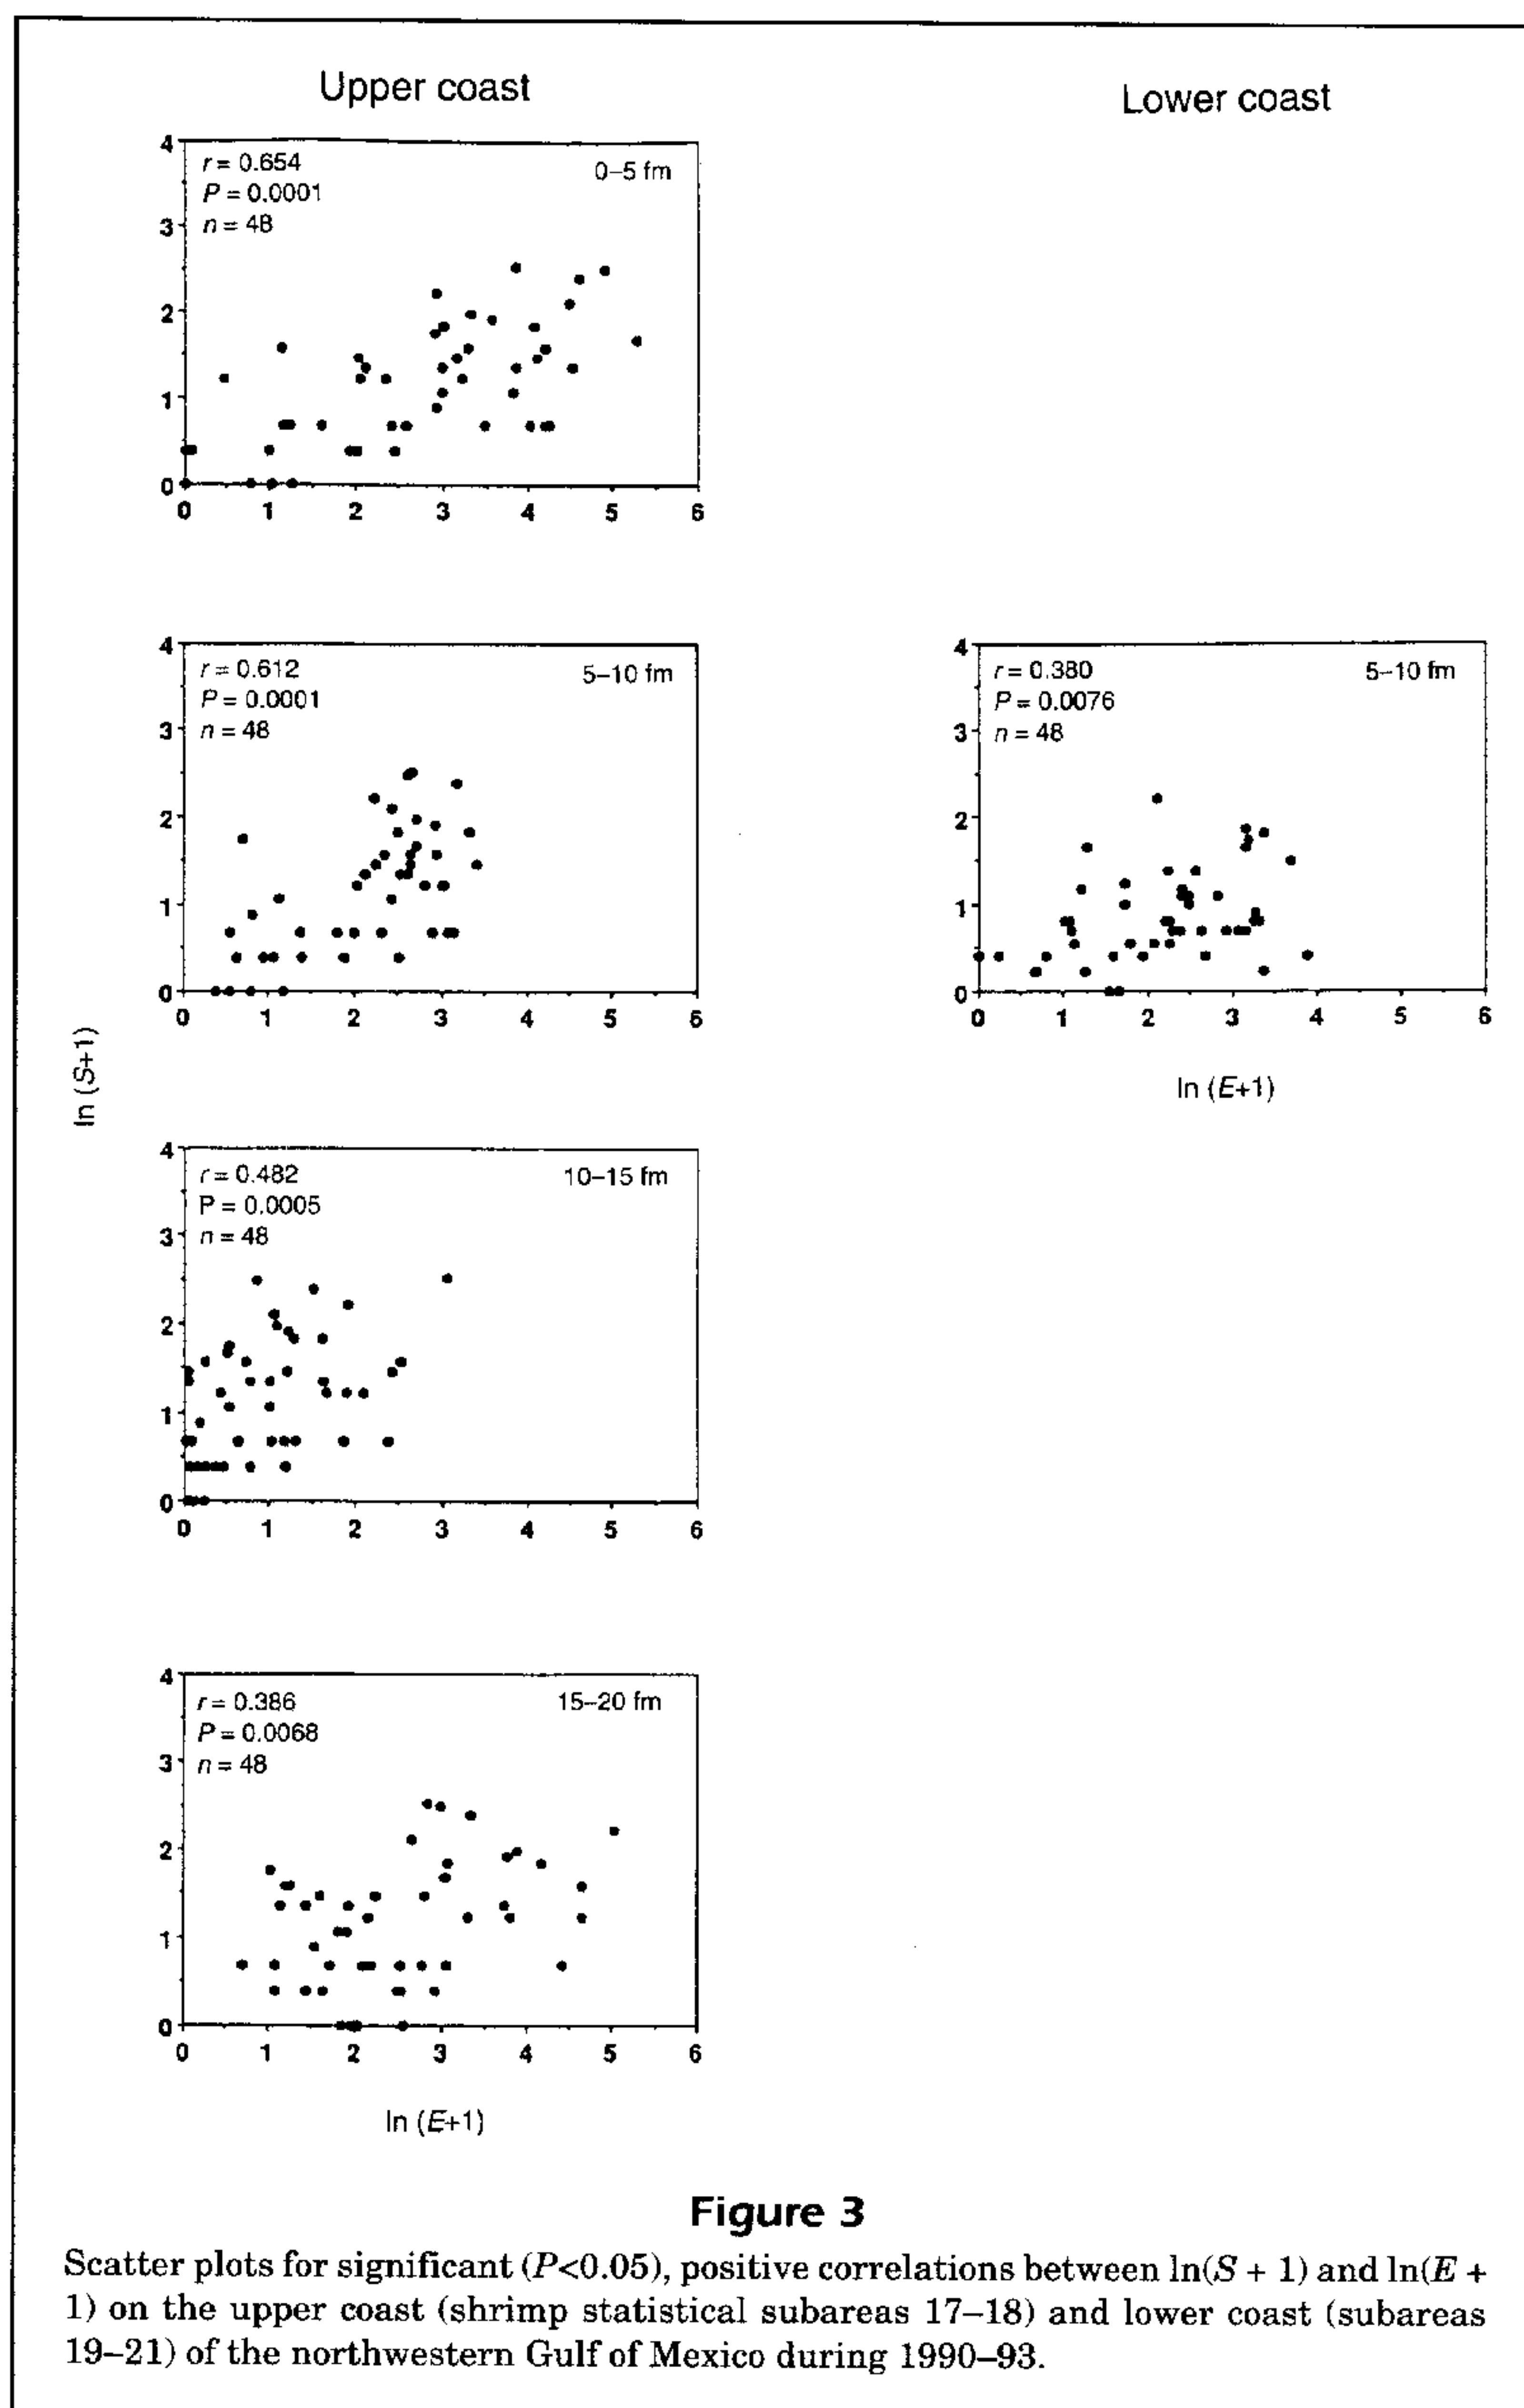 Upper coast
Lower coast
4
3
2
1
0
r = 0.654
P = 0.0001
n = 48
0–5 fm
0 1 2 3 4 5 6
4
3
2
1
0
r = 0.612
P = 0.0001
n = 48
5–10 fm
0 1 2 3 4 5 6
4
3
2
1
0
r = 0.380
P = 0.0076
n = 48
5–10 fm
0 1 2 3 4 5 6
ln (E+1)
ln (S+1)
4
3
2
1
0
r = 0.482
P = 0.0005
n = 48
10–15 fm
0 1 2 3 4 5 6
4
3
2
1
0
r = 0.386
P = 0.0068
n = 48
15–20 fm
0 1 2 3 4 5 6
ln (E+1)
Figure 3
Scatter plots for significant (P<0.05), positive correlations between ln(S + 1) and ln(E +
1) on the upper coast (shrimp statistical subareas 17–18) and lower coast (subareas
19–21) of the northwestern Gulf of Mexico during 1990–93.